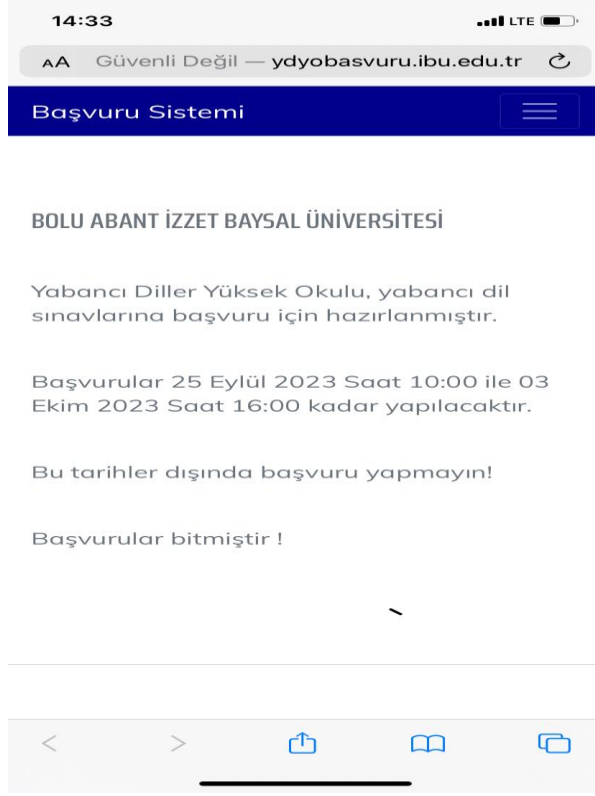 14:33
LTE
AA Güvenli Değil — ydyobasvuru.ibu.edu.tr
Başvuru Sistemi
BOLU ABANT İZZET BAYSAL ÜNİVERSİTESİ
Yabancı Diller Yüksek Okulu, yabancı dil
sınavlarına başvuru için hazırlanmıştır.
Başvurular 25 Eylül 2023 Saat 10:00 ile 03
Ekim 2023 Saat 16:00 kadar yapılacaktır.
Bu tarihler dışında başvuru yapmayın!
Başvurular bitmiştir !